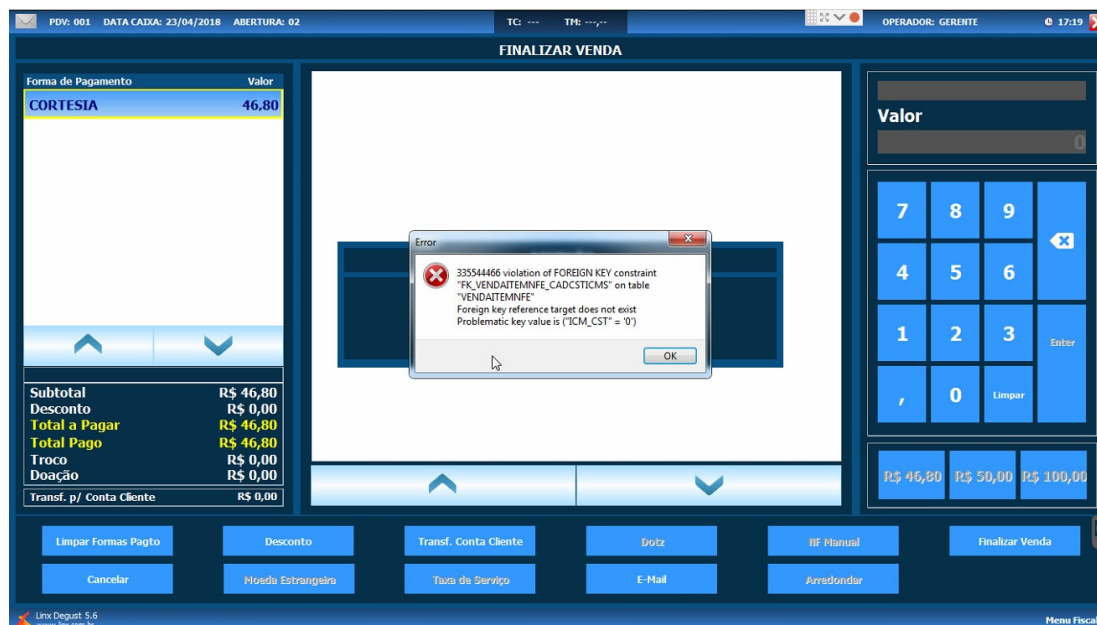 PDV: 001 DATA CAIXA: 23/04/2018 ABERTURA: 02
TC: --- TM: ---,--
OPERADOR: GERENTE
17:19
FINALIZAR VENDA
Forma de Pagamento Valor
CORTESIA 46,80
Subtotal R$ 46,80
Desconto R$ 0,00
Total a Pagar R$ 46,80
Total Pago R$ 46,80
Troco R$ 0,00
Doação R$ 0,00
Transf. p/ Conta Cliente R$ 0,00
Error
335544466 violation of FOREIGN KEY constraint
"FK_VENDAITEMNFE_CADCSTICMS" on table
"VENDAITEMNFE"
Foreign key reference target does not exist
Problematic key value is ("ICM_CST" = '0')
OK
Valor
0
7 8 9
4 5 6
1 2 3 Enter
, 0 Limpar
R$ 46,80 R$ 50,00 R$ 100,00
Limpar Formas Pagto Desconto Transf. Conta Cliente Dotz NF Manual Finalizar Venda
Cancelar Moeda Estrangeira Taxa de Serviço E-Mail Arredondar
Linx Degust 5.6
Menu Fiscal